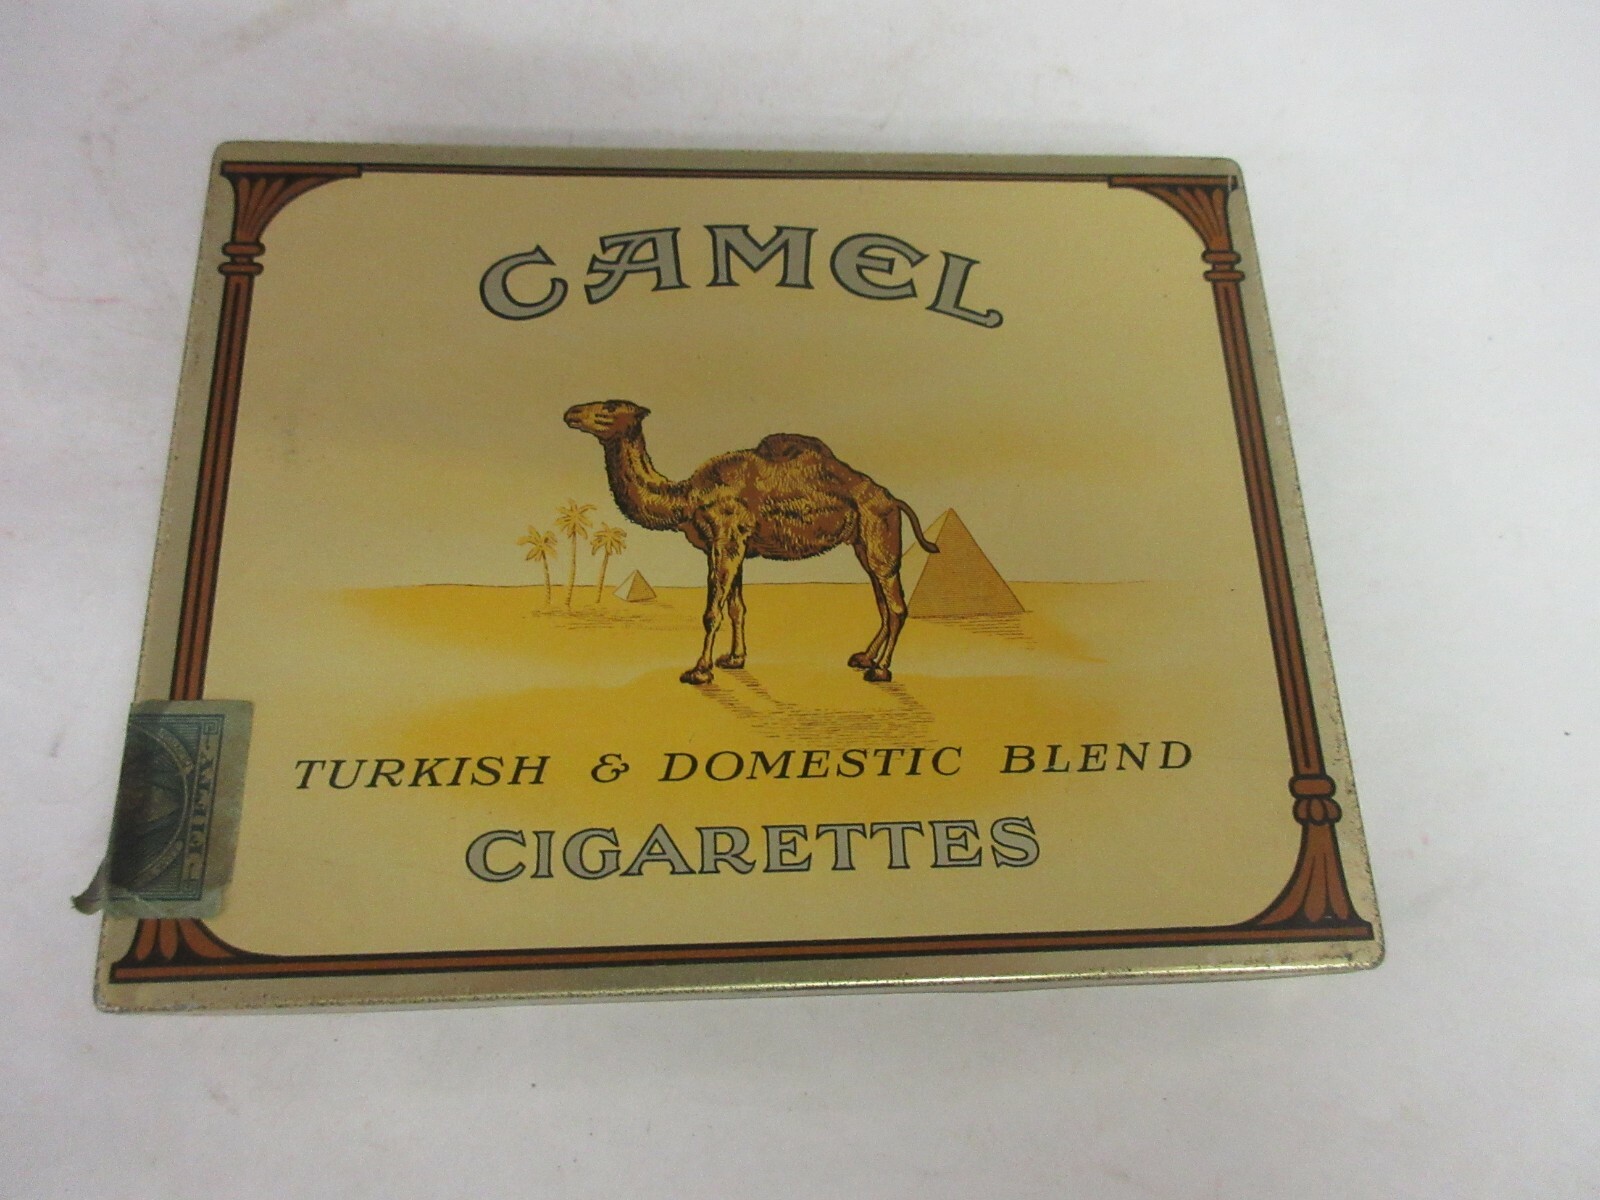 CAMEL
TURKISH & DOMESTIC BLEND
CIGARETTES